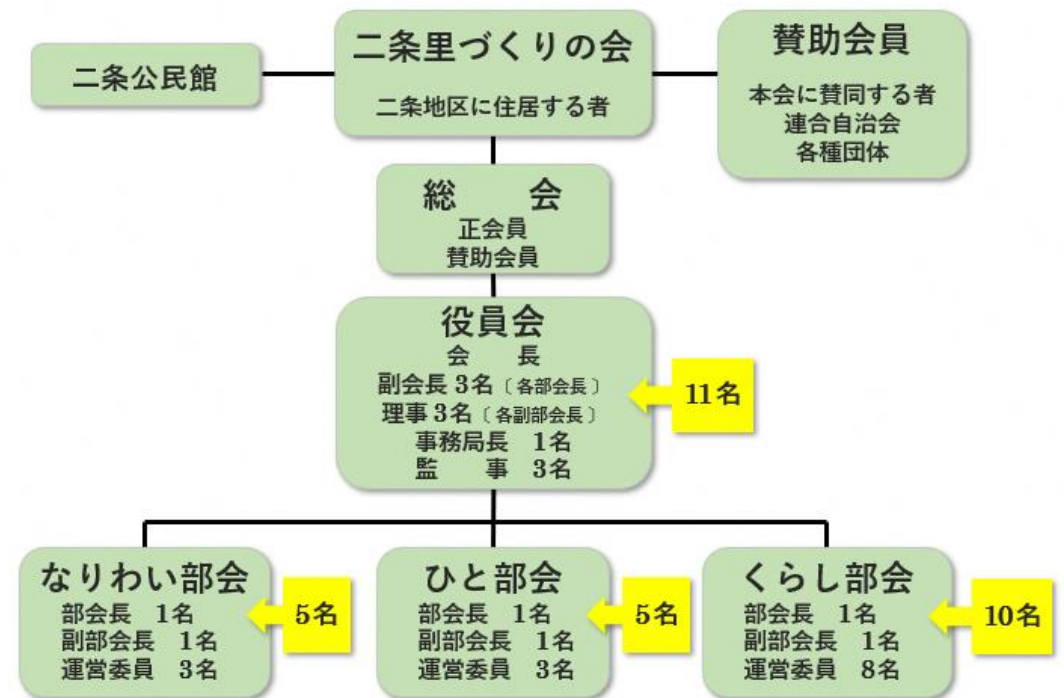 二条公民館
二条里づくりの会
二条地区に住居する者
賛助会員
本会に賛同する者
連合自治会
各種団体
総　　会
正会員
賛助会員
役員会
会　　長
副会長 3名〔各部会長〕
理事 3名〔各副部会長〕
事務局長　1名
監　　事　3名
11名
なりわい部会
部会長　1名
副部会長　1名
運営委員　3名
5名
ひと部会
部会長　1名
副部会長　1名
運営委員　3名
5名
くらし部会
部会長　1名
副部会長　1名
運営委員　8名
10名